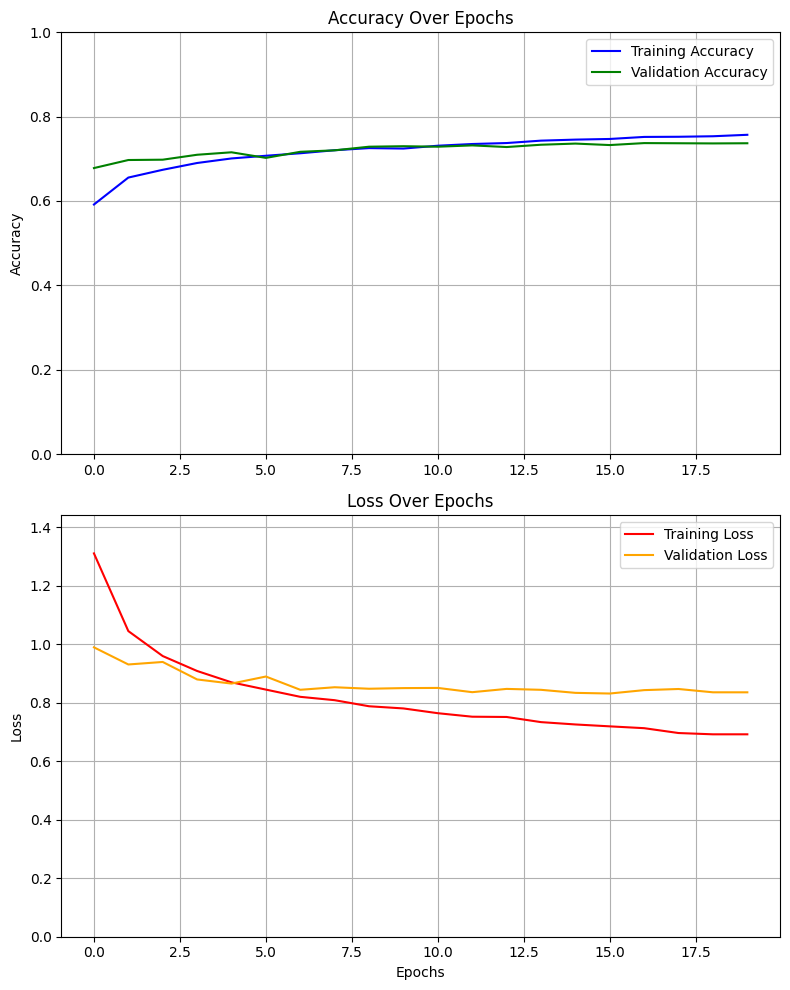 Accuracy Over Epochs
Training Accuracy
Validation Accuracy
1.0
0.8
0.6
0.4
0.2
0.0
Accuracy
0.0 2.5 5.0 7.5 10.0 12.5 15.0 17.5
Loss Over Epochs
Training Loss
Validation Loss
1.4
1.2
1.0
0.8
0.6
0.4
0.2
0.0
Loss
0.0 2.5 5.0 7.5 10.0 12.5 15.0 17.5
Epochs